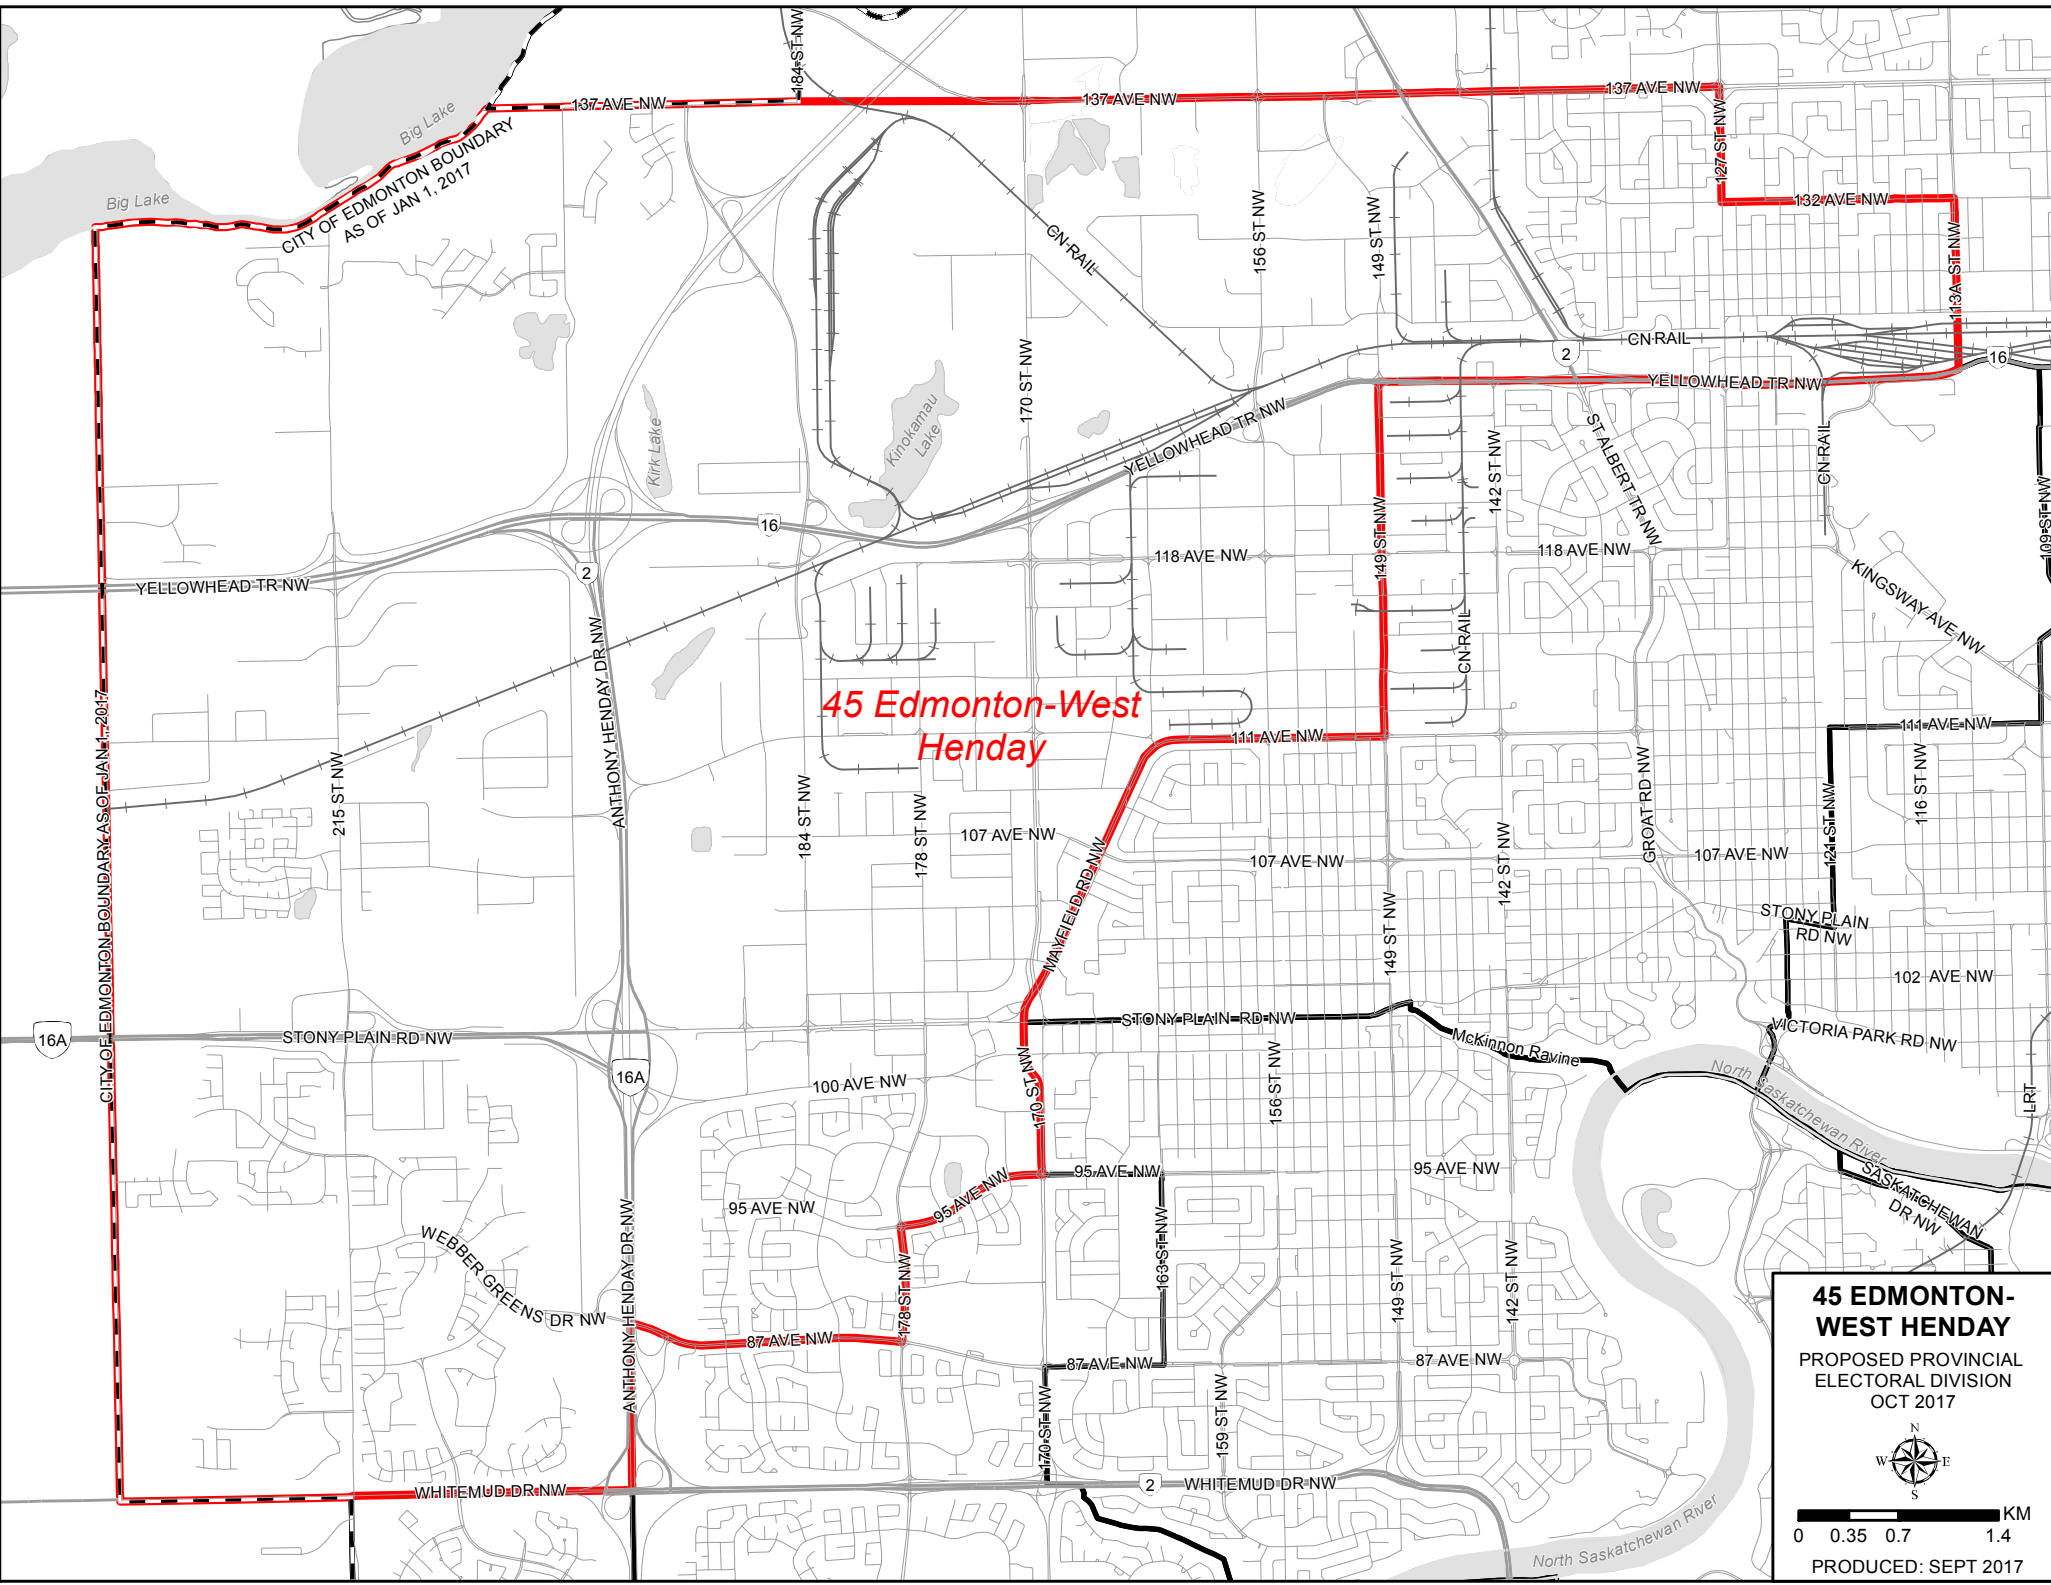 184 ST NW
137 AVE NW
137 AVE NW
137 AVE NW
Big Lake
Big Lake
CITY OF EDMONTON BOUNDARY
AS OF JAN 1, 2017
127 ST NW
132 AVE NW
113A ST NW
156 ST NW
149 ST NW
CN RAIL
CN RAIL
2
16
170 ST NW
YELLOWHEAD TR NW
YELLOWHEAD TR NW
Kirk Lake
Kinokamau
Lake
ST ALBERT TR NW
142 ST NW
CN RAIL
109 ST NW
149 ST NW
16
118 AVE NW
118 AVE NW
2
YELLOWHEAD TR NW
KINGSWAY AVE NW
CN RAIL
ANTHONY HENDAY DR NW
45 Edmonton-West
Henday
111 AVE NW
111 AVE NW
CITY OF EDMONTON BOUNDARY AS OF JAN 1, 2017
215 ST NW
184 ST NW
178 ST NW
107 AVE NW
107 AVE NW
107 AVE NW
MAYFIELD RD NW
149 ST NW
142 ST NW
GROAT RD NW
121 ST NW
116 ST NW
STONY PLAIN
RD NW
102 AVE NW
16A
STONY PLAIN RD NW
16A
STONY PLAIN RD NW
McKinnon Ravine
VICTORIA PARK RD NW
100 AVE NW
170 ST NW
156 ST NW
North Saskatchewan River
LRT
95 AVE NW
95 AVE NW
95 AVE NW
95 AVE NW
SASKATCHEWAN
DR NW
WEBBER GREENS DR NW
ANTHONY HENDAY DR NW
178 ST NW
163 ST NW
149 ST NW
142 ST NW
87 AVE NW
87 AVE NW
87 AVE NW
170 ST NW
159 ST NW
WHITEMUD DR NW
2
WHITEMUD DR NW
North Saskatchewan River
45 EDMONTON-
WEST HENDAY
PROPOSED PROVINCIAL
ELECTORAL DIVISION
OCT 2017
N
W E
S
KM
0 0.35 0.7 1.4
PRODUCED: SEPT 2017